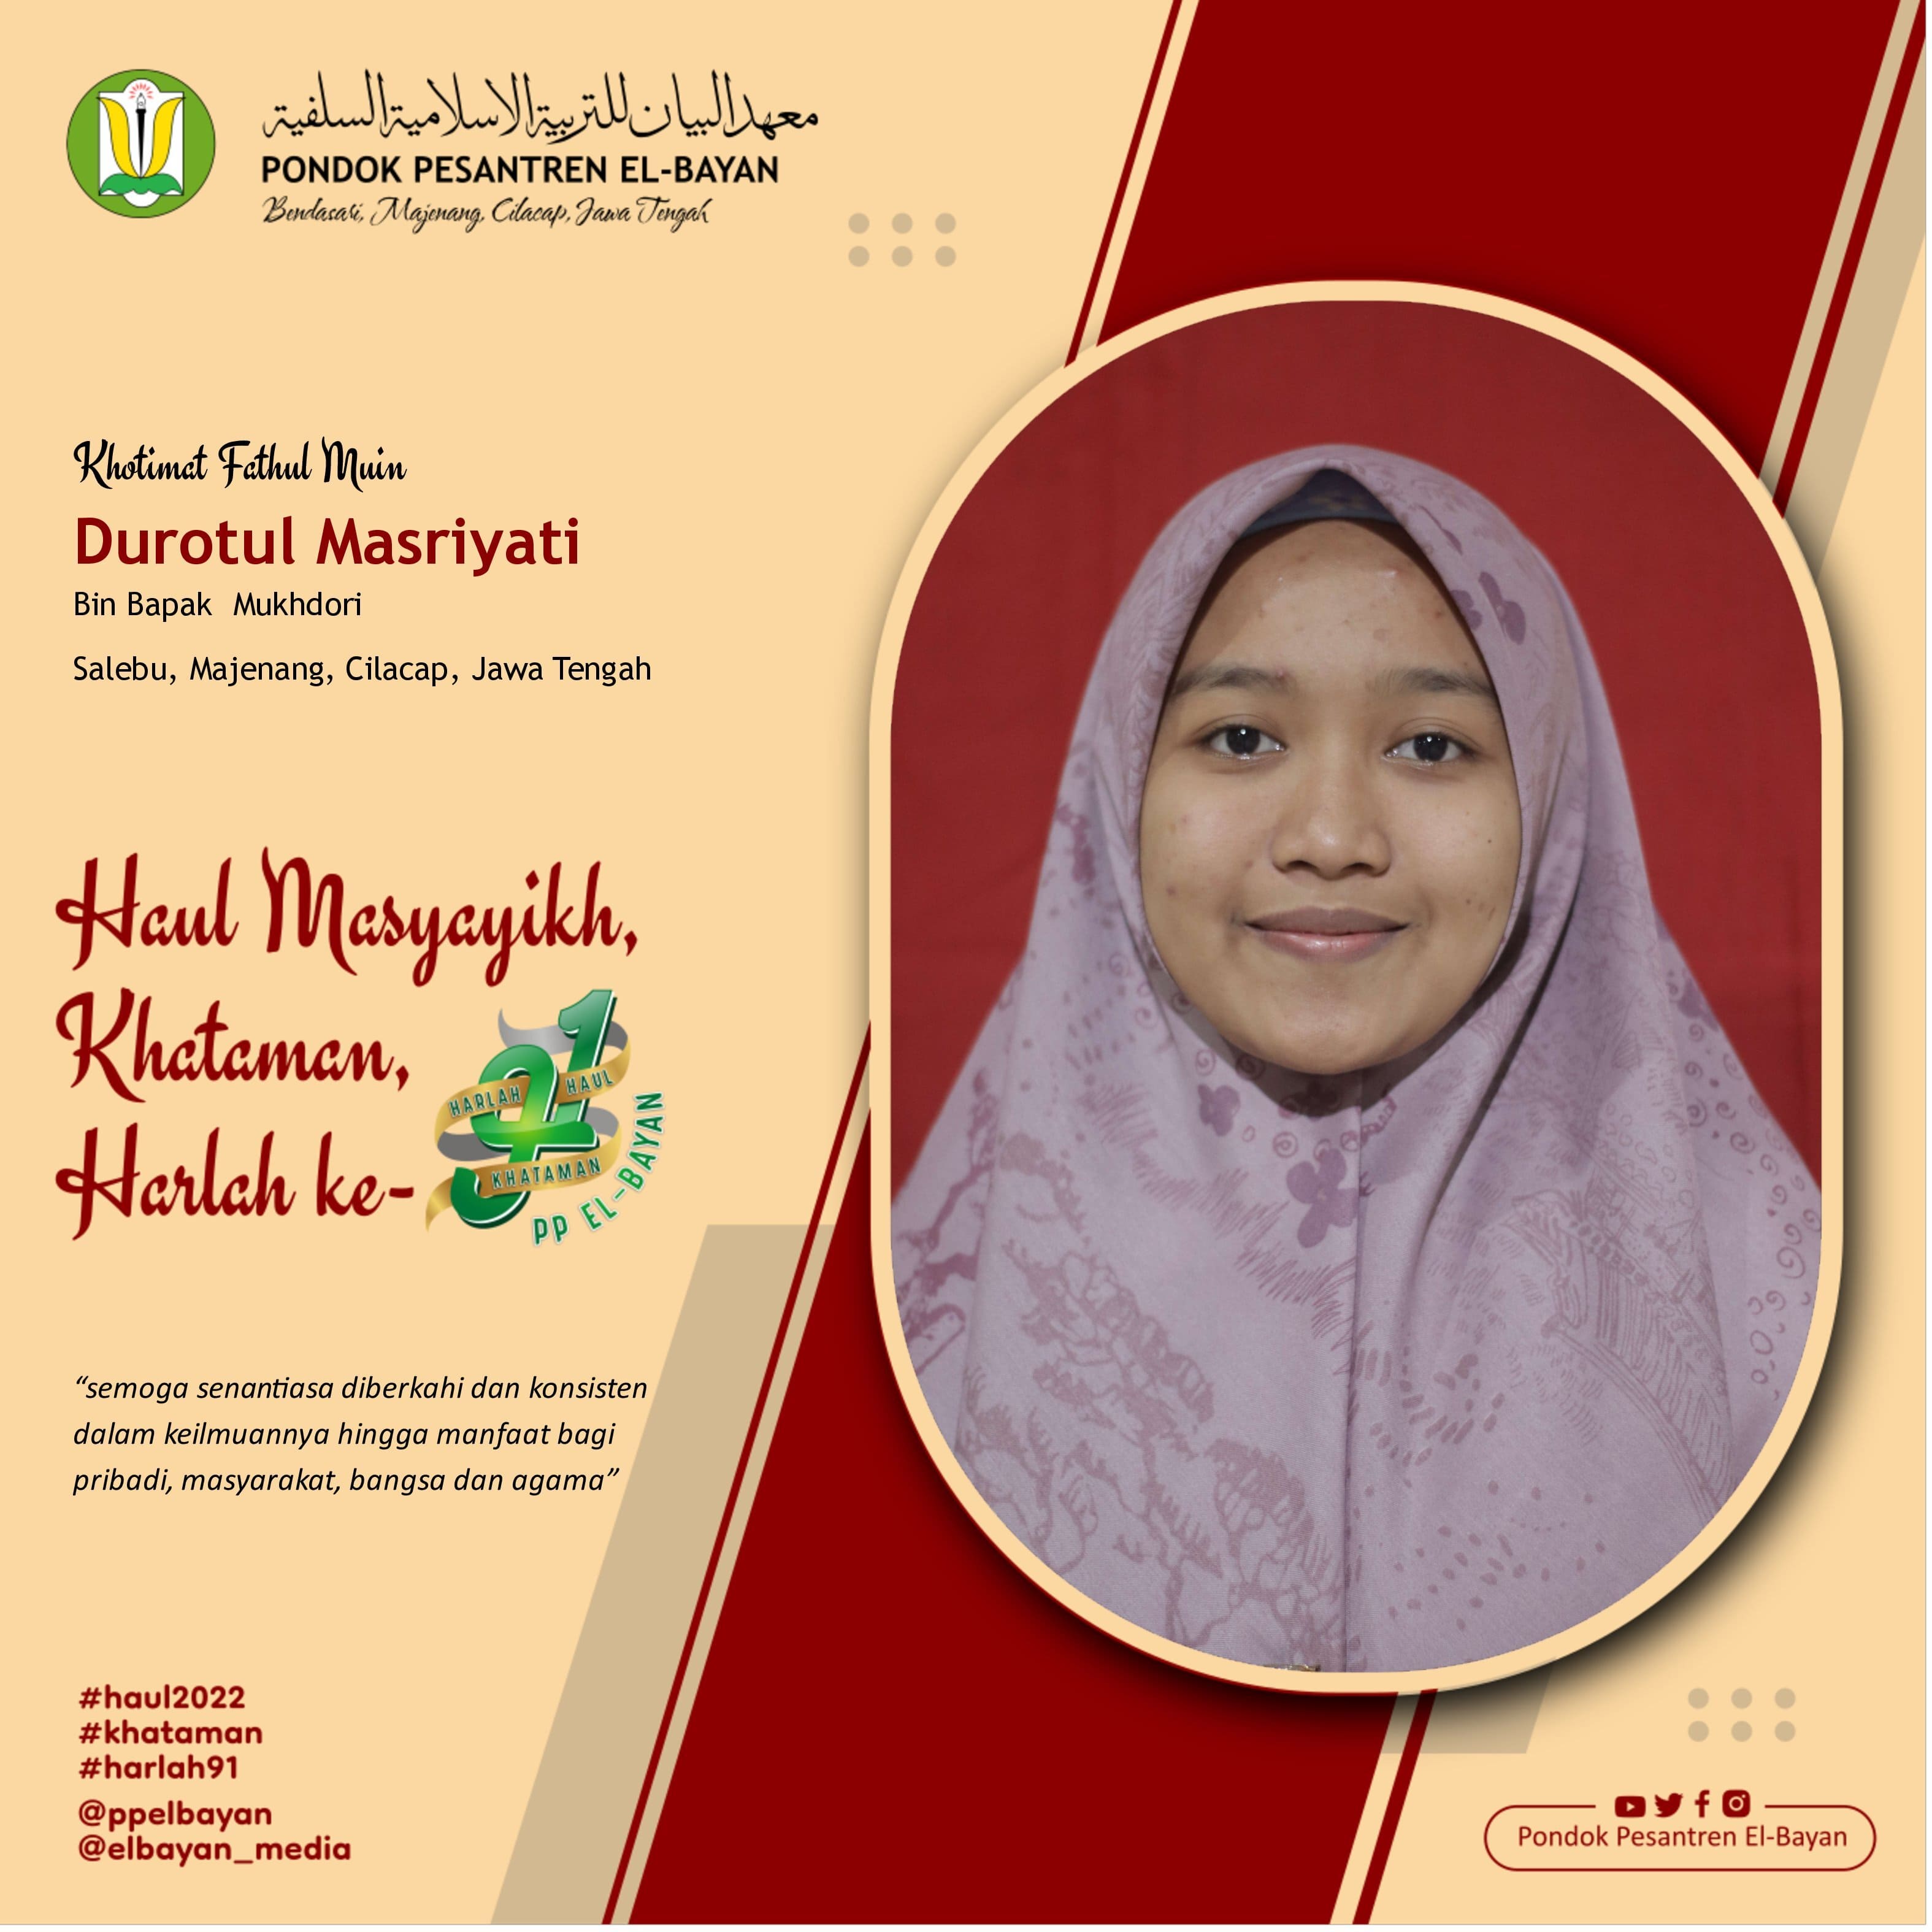 معهد البيان للتربية الاسلامية السلفية
PONDOK PESANTREN EL-BAYAN
Bendasari, Majenang, Cilacap, Jawa Tengah
Khotimat Fathul Muin
Durotul Masriyati
Bin Bapak Mukhdori
Salebu, Majenang, Cilacap, Jawa Tengah
Haul Masyayikh,
Khataman,
Harlah ke-
91
HARLAH HAUL
KHATAMAN
PP EL-BAYAN
“semoga senantiasa diberkahi dan konsisten
dalam keilmuannya hingga manfaat bagi
pribadi, masyarakat, bangsa dan agama”
#haul2022
#khataman
#harlah91
@ppelbayan
@elbayan_media
Pondok Pesantren El-Bayan